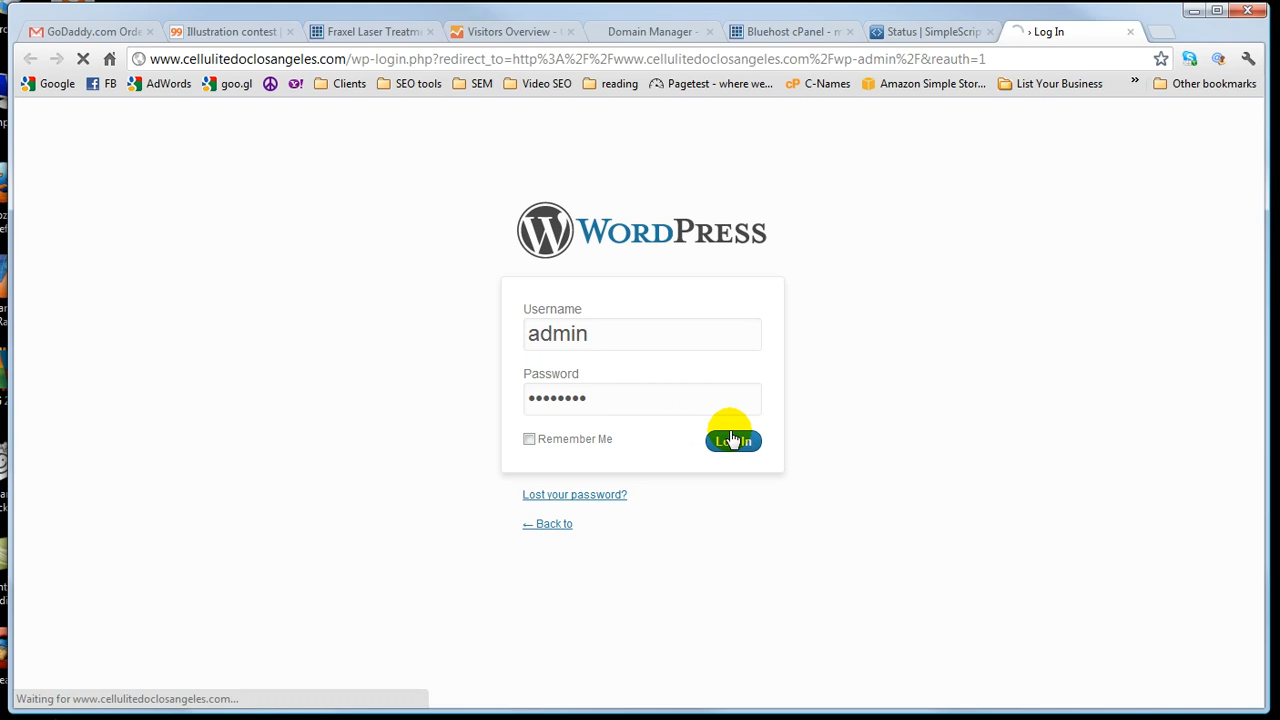 GoDaddy.com Ord
Illustration contest
Fraxel Laser Treatm
Visitors Overview -
Domain Manager -
Bluehost cPanel - m
Status | SimpleScrip
› Log In
www.cellulitedoclosangeles.com/wp-login.php?redirect_to=http%3A%2F%2Fwww.cellulitedoclosangeles.com%2Fwp-admin%2F&reauth=1
Google
FB
AdWords
goo.gl
Clients
SEO tools
SEM
Video SEO
reading
Pagetest - where we...
C-Names
Amazon Simple Stor...
List Your Business
»
Other bookmarks
WORDPRESS
Username
admin
Password
Remember Me
Log In
Lost your password?
← Back to
Waiting for www.cellulitedoclosangeles.com...